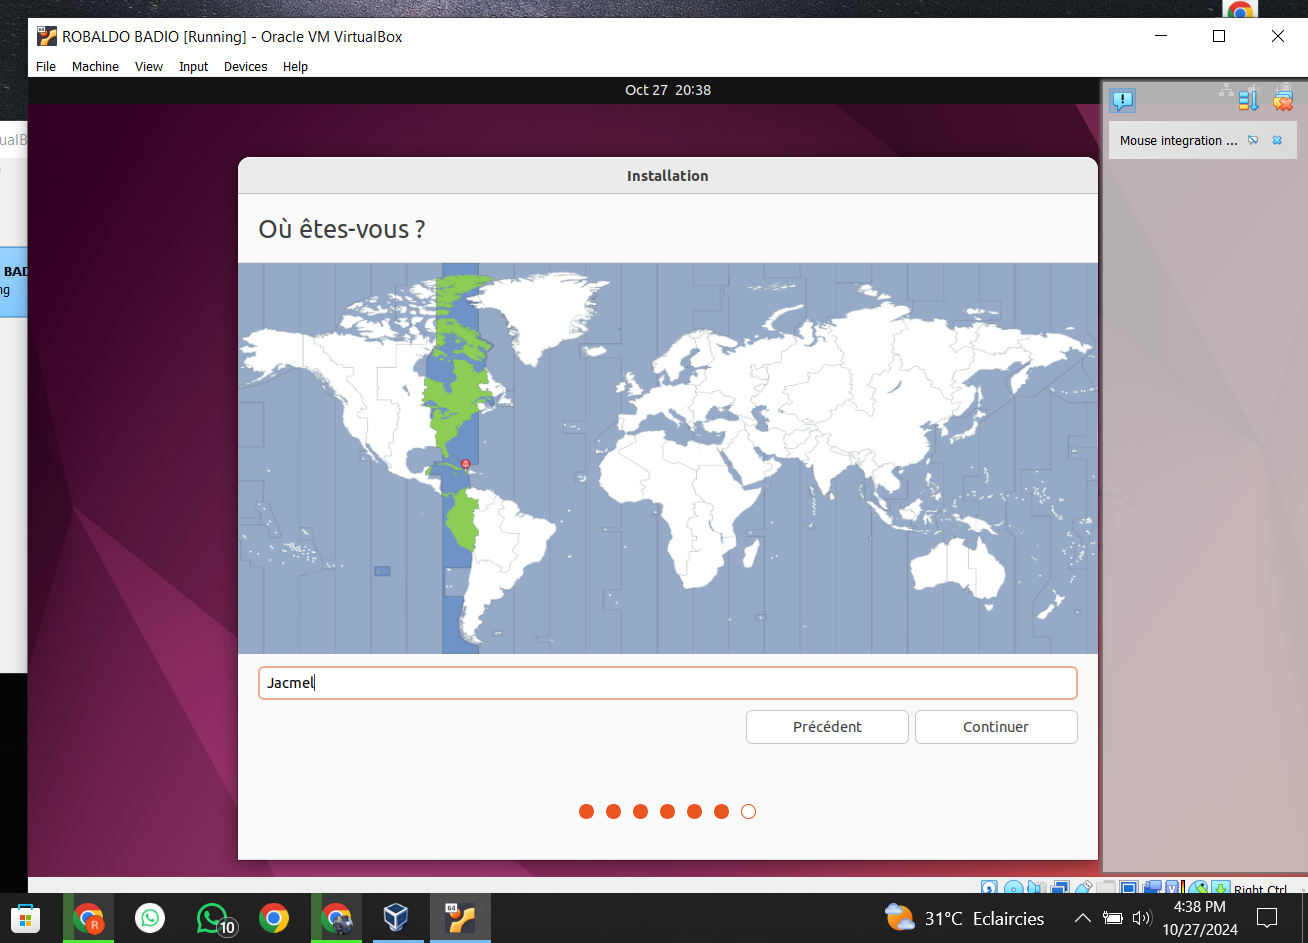 ROBALDO BADIO [Running] - Oracle VM VirtualBox
File Machine View Input Devices Help
Oct 27 20:38
Mouse integration ...
ualB
BAD
ng
Installation
Où êtes-vous ?
Jacmel
Précédent
Continuer
Right Ctrl
64
R
10
64
31°C Eclaircies
4:38 PM
10/27/2024